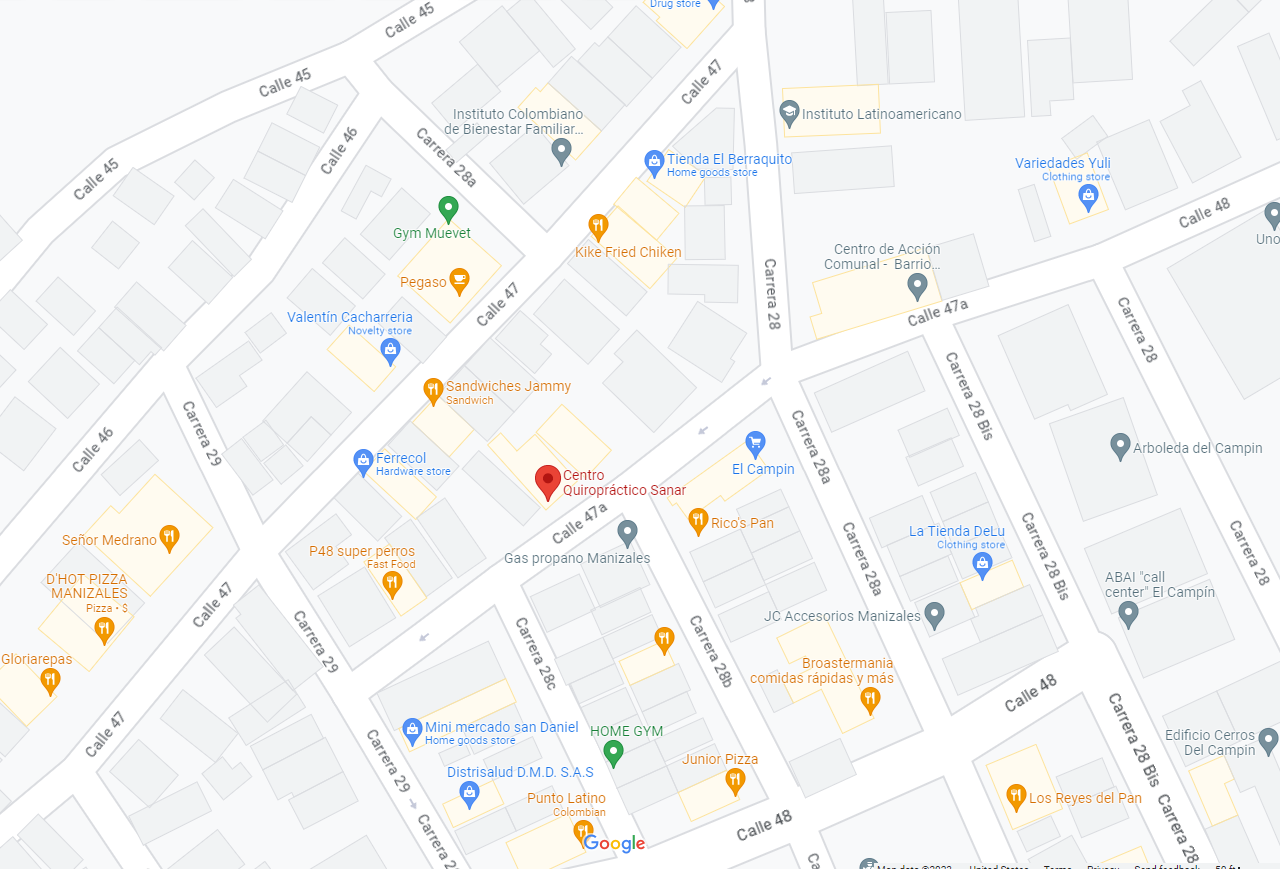 Calle 45
Drug store
Calle 47
Calle 45
Instituto Colombiano
de Bienestar Familiar...
Instituto Latinoamericano
Calle 46
Carrera 28a
Tienda El Berraquito
Home goods store
Variedades Yuli
Clothing store
Calle 45
Gym Muevet
Calle 48
Uno
Kike Fried Chiken
Centro de Acción
Comunal - Barrio...
Pegaso
Carrera 28
Calle 47
Calle 47a
Valentín Cacharreria
Novelty store
Carrera 28
Sandwiches Jammy
Sandwich
Carrera 28 Bis
Carrera 29
Calle 46
Carrera 28a
Ferrecol
Hardware store
El Campin
Arboleda del Campin
Centro
Quiropráctico Sanar
Calle 47a
Rico's Pan
Señor Medrano
P48 super perros
Fast Food
Gas propano Manizales
La Tienda DeLu
Clothing store
Carrera 28 Bis
Carrera 28
Carrera 28a
D'HOT PIZZA
MANIZALES
Pizza • $
ABAI "call
center" El Campín
Calle 47
JC Accesorios Manizales
Carrera 29
Carrera 28c
Carrera 28b
Gloriarepas
Broastermania
comidas rápidas y más
Calle 48
Calle 47
Mini mercado san Daniel
Home goods store
HOME GYM
Carrera 28 Bis
Edificio Cerros
Del Campin
Carrera 29
Distrisalud D.M.D. S.A.S
Junior Pizza
Punto Latino
Colombian
Los Reyes del Pan
Calle 48
Carrera 28
Carrera 2
Google
Ca
Map data ©2022 United States Terms Privacy Send feedback